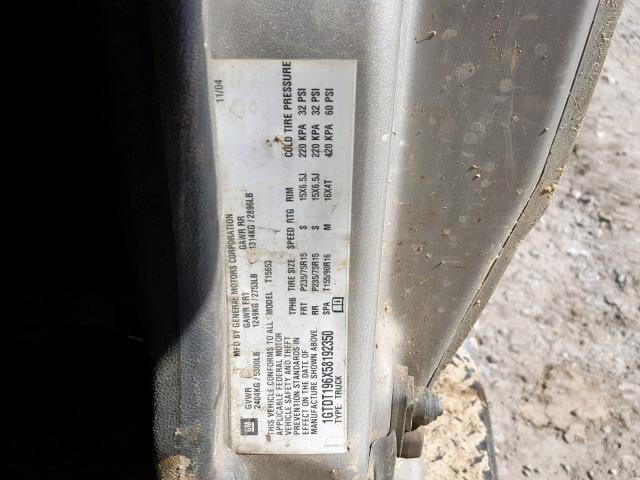 MFD BY GENERAL MOTORS CORPORATION 11/04
GVWR GAWR FRT GAWR RR
2404KG / 5300LB 1249KG / 2753LB 1314KG / 2896LB
GM
THIS VEHICLE CONFORMS TO ALL
APPLICABLE FEDERAL MOTOR
VEHICLE SAFETY AND THEFT
PREVENTION STANDARDS IN
EFFECT ON THE DATE OF
MANUFACTURE SHOWN ABOVE.
1GTDT196X58192350
TYPE: TRUCK
MODEL T15653
TPHB TIRE SIZE SPEED RTG RIM COLD TIRE PRESSURE
FRT P235/75R15 S 15X6.5J 220 KPA 32 PSI
RR P235/75R15 S 15X6.5J 220 KPA 32 PSI
SPA T155/90R16 M 16X4T 420 KPA 60 PSI